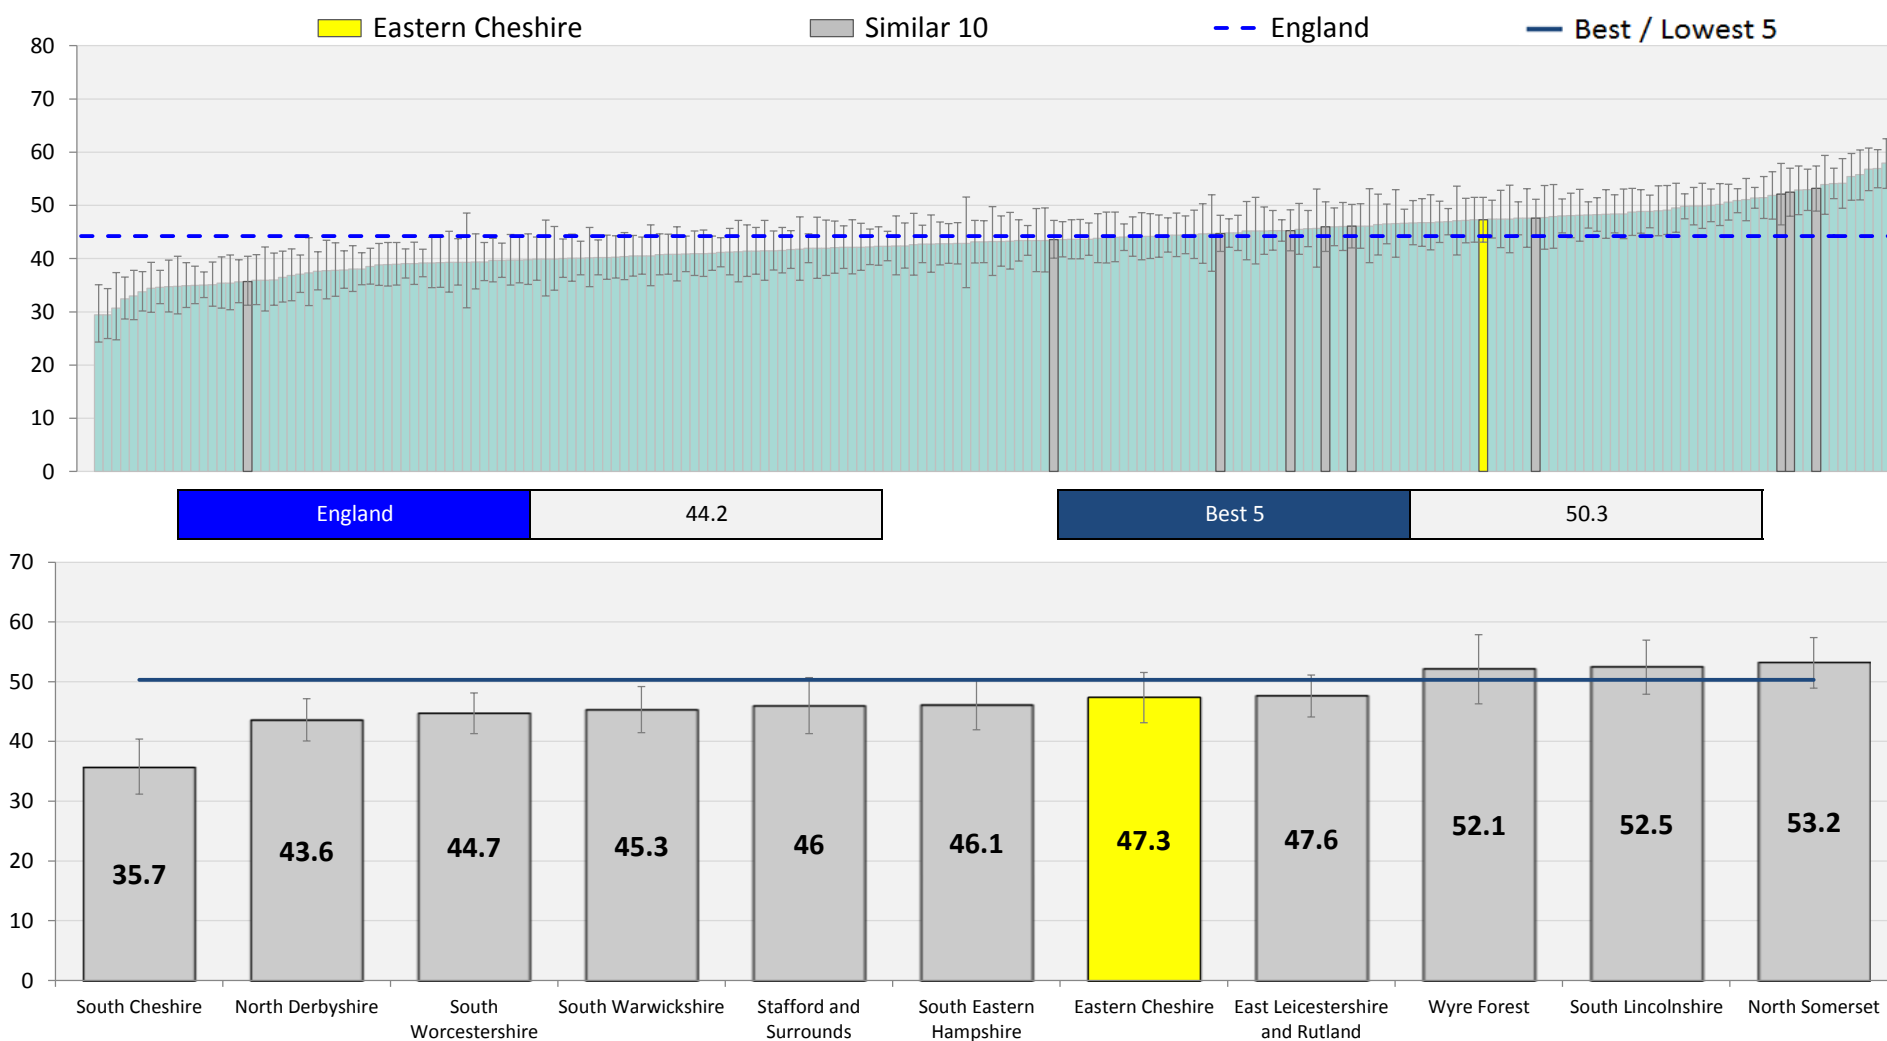 Eastern Cheshire
Similar 10
England
Best / Lowest 5
80
70
60
50
40
30
20
10
0
England
44.2
Best 5
50.3
70
60
50
40
30
20
10
0
35.7
43.6
44.7
45.3
46
46.1
47.3
47.6
52.1
52.5
53.2
South Cheshire
North Derbyshire
South
Worcestershire
South Warwickshire
Stafford and
Surrounds
South Eastern
Hampshire
Eastern Cheshire
East Leicestershire
and Rutland
Wyre Forest
South Lincolnshire
North Somerset